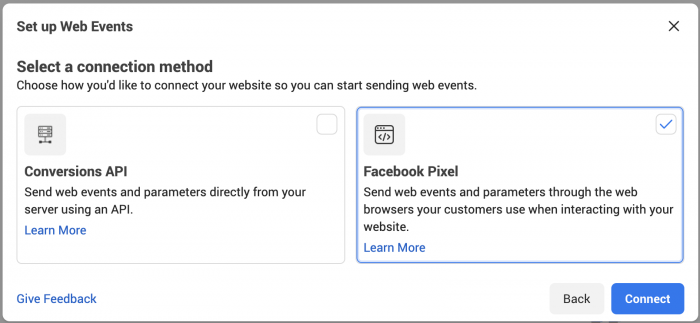 Set up Web Events
Select a connection method
Choose how you'd like to connect your website so you can start sending web events.
Conversions API
Send web events and parameters directly from your
server using an API.
Learn More
Facebook Pixel
Send web events and parameters through the web
browsers your customers use when interacting with your
website.
Learn More
Give Feedback
Back
Connect